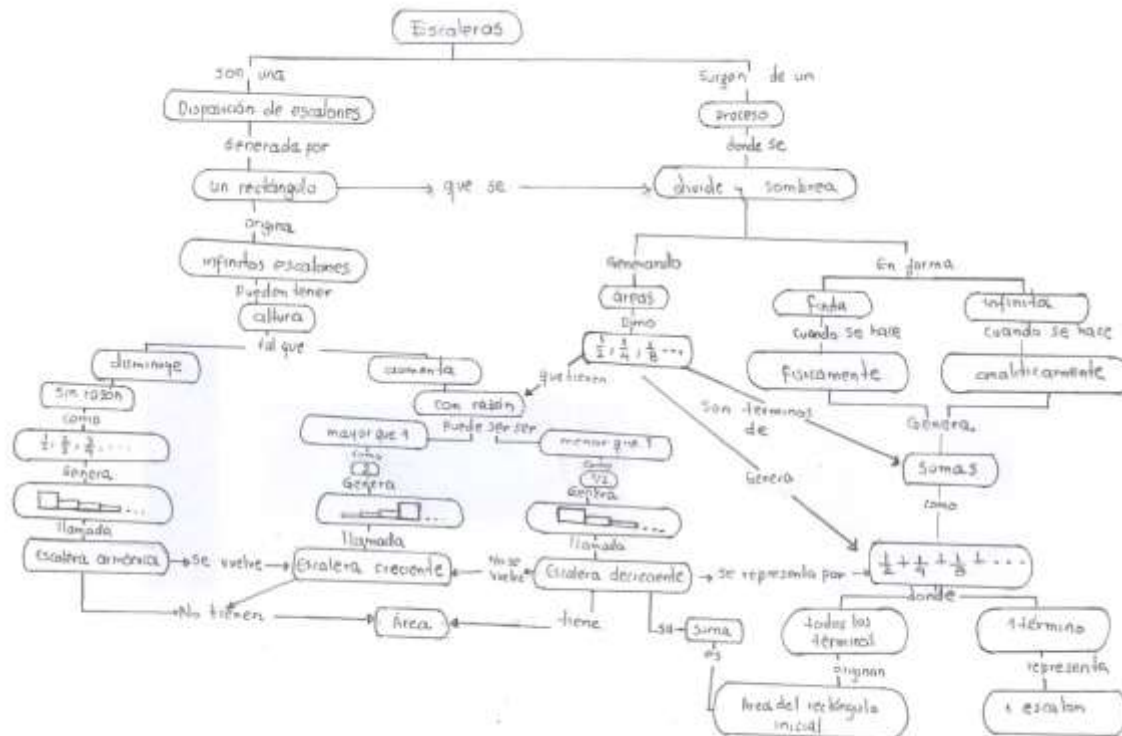 Escaleras
son una
Surgen de un
Disposición de escalones
proceso
Generada por
donde se
un rectángulo
que se
divide y sombrea
origina
infinitos escalones
Generando
En forma
Pueden tener
áreas
finita
infinita
altura
como
cuando se hace
cuando se hace
tal que
1/2, 1/4, 1/8 ...
físicamente
analíticamente
disminuye
aumenta
que tienen
sin razón
con razón
Son términos
de
Genera
como
Puede ser ser
mayor que 1
menor que 1
como
como
1/2, 1/3, 1/4, ...
2
1/2
Sumas
Genera
Genera
Genera
Genera
como
...
...
...
llamada
llamada
llamada
Escalera armónica
se vuelve
Escalera creciente
No se
vuelve
Escalera decreciente
se representa por
1/2 + 1/4 + 1/8 + ...
donde
No tienen
Área
tiene
su
suma
es
todos los
términos
1 término
originan
representa
Area del rectángulo
inicial
1 escalon